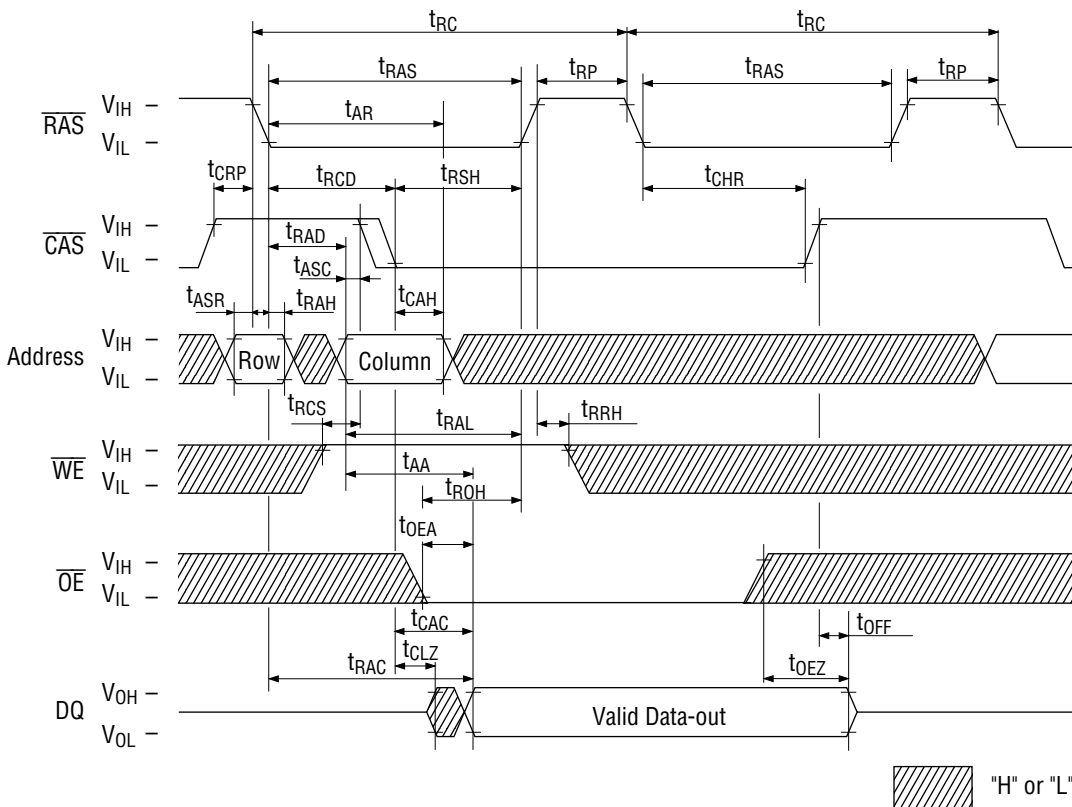 tRC tRC
tRAS tRP tRAS tRP
tAR
RAS VIH
VIL
tCRP tRCD tRSH tCHR
CAS VIH
VIL
tRAD
tASC
tASR tRAH tCAH
Address VIH
VIL
Row Column
tRCS tRAL tRRH
WE VIH
VIL
tAA
tROH
tOEA
OE VIH
VIL
tCAC tOFF
tCLZ
tRAC tOEZ
DQ VOH
VOL
Valid Data-out
"H" or "L"